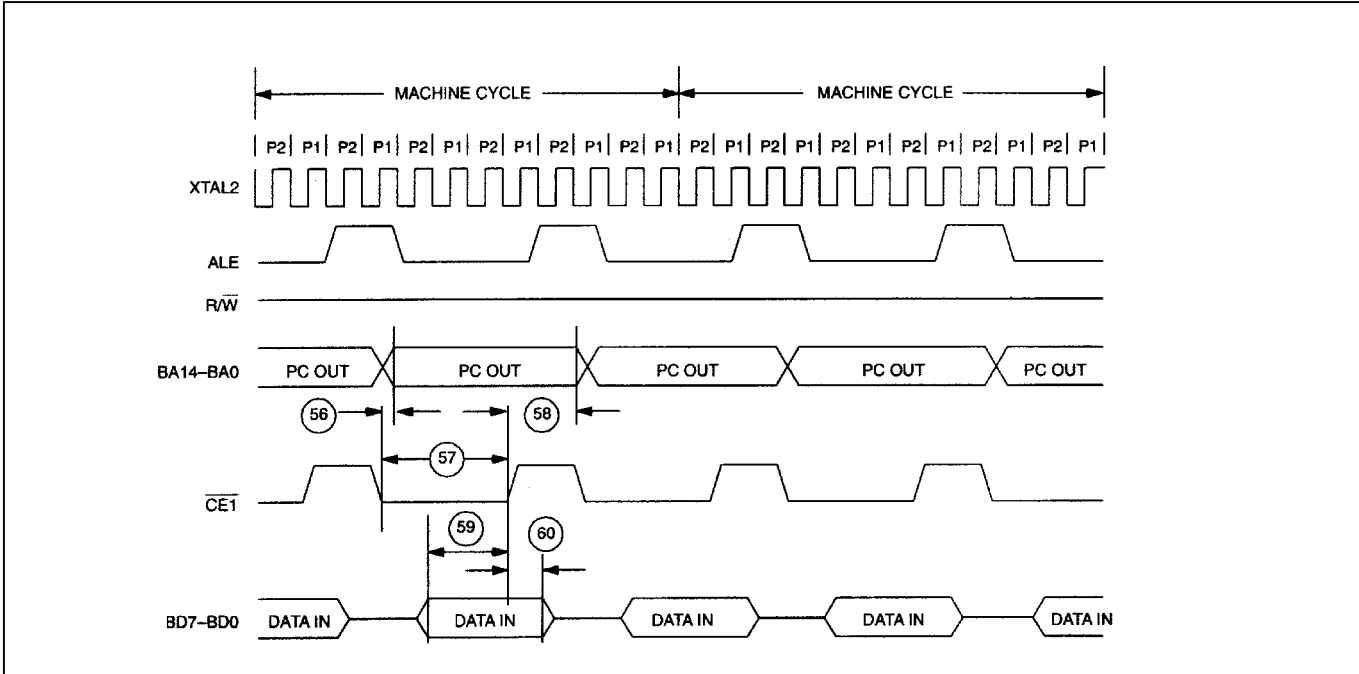 MACHINE CYCLE MACHINE CYCLE
P2 P1 P2 P1 P2 P1 P2 P1 P2 P1 P2 P1 P2 P1 P2 P1 P2 P1 P2 P1 P2 P1 P2 P1
XTAL2
ALE
R/W̅
BA14–BA0 PC OUT PC OUT PC OUT PC OUT PC OUT
56 58
57
C̅E̅1̅
59 60
BD7–BD0 DATA IN DATA IN DATA IN DATA IN DATA IN